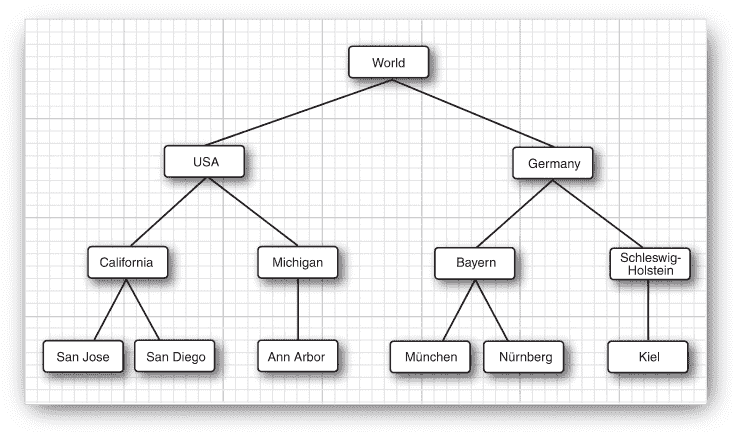 World
USA
Germany
California
Michigan
Bayern
Schleswig-
Holstein
San Jose
San Diego
Ann Arbor
München
Nürnberg
Kiel